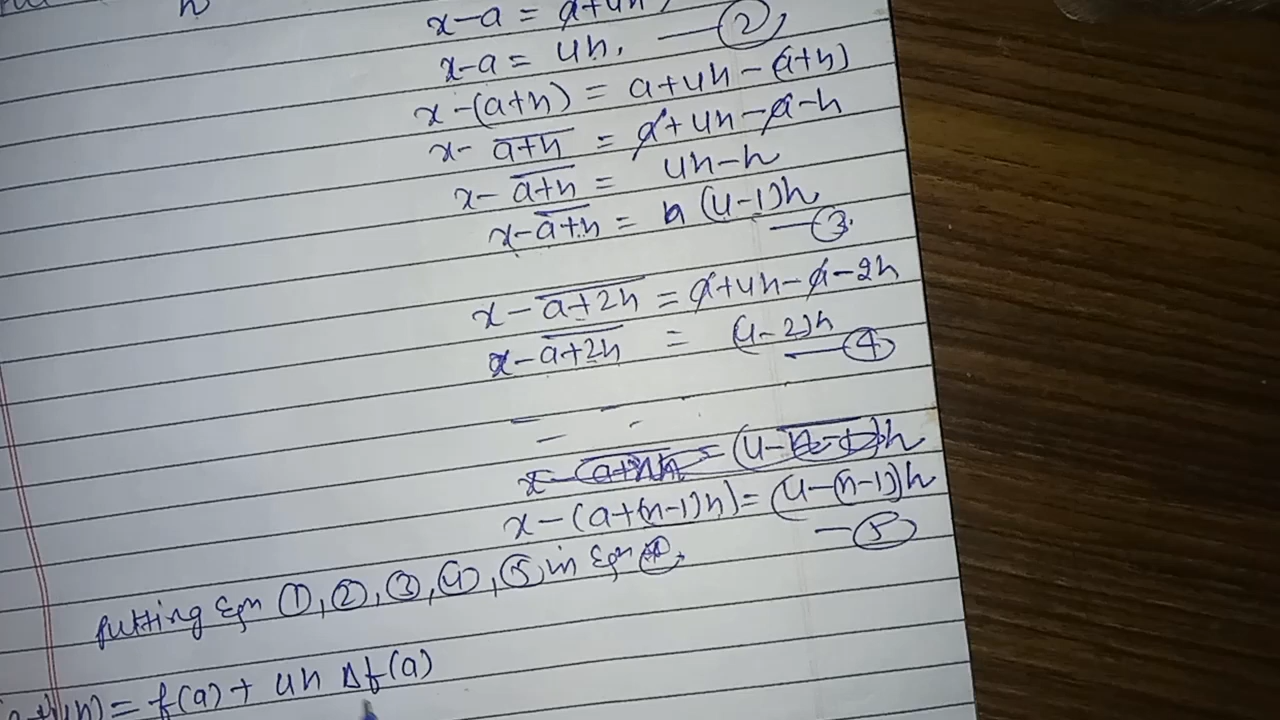 h
x-a = a+uh
x-a = uh, —②,
x-(a+h) = a+uh-(a+h)
x- a+h = a+uh-a-h
x- a+h = uh-h
x- a+h = (u-1)h —③.
x- a+2h = a+uh-a-2h
x- a+2h = (u-2)h —④
x-(a+(n-1)h) = (u-(n-1))h —⑤
putting Eqn ①, ②, ③, ④, ⑤ in Eqn
= f(a) + uh Δf(a)